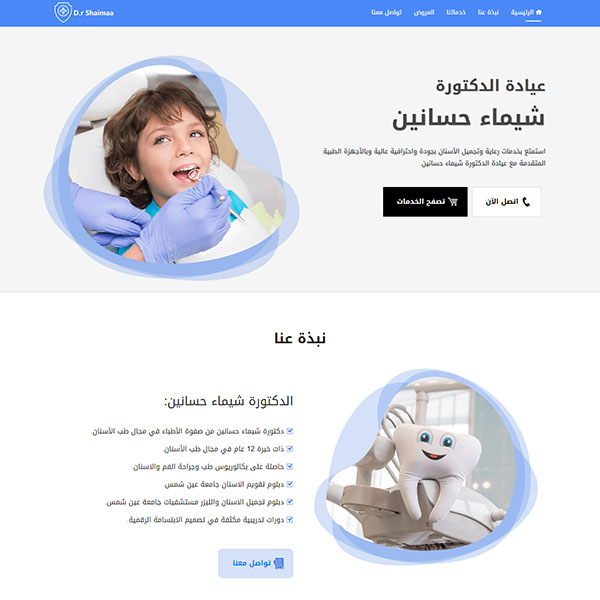 D.r Shaimaa
الرئيسية
نبذة عنا
خدماتنا
العروض
تواصل معنا
عيادة الدكتورة
شيماء حسانين
استمتع بخدمات رعاية وتجميل الأسنان بجودة واحترافية عالية وبالأجهزة الطبية
المتقدمة مع عيادة الدكتورة شيماء حسانين.
اتصل الآن
تصفح الخدمات
نبذة عنا
الدكتورة شيماء حسانين:
دكتورة شيماء حسانين من صفوة الأطباء في مجال طب الأسنان.
ذات خبرة 12 عام في مجال طب الأسنان.
حاصلة على بكالوريوس طب وجراحة الفم والاسنان.
دبلوم تقويم الاسنان جامعة عين شمس.
دبلوم تجميل الاسنان والليزر مستشفيات جامعة عين شمس.
دورات تدريبية مكثفة في تصميم الابتسامة الرقمية.
تواصل معنا